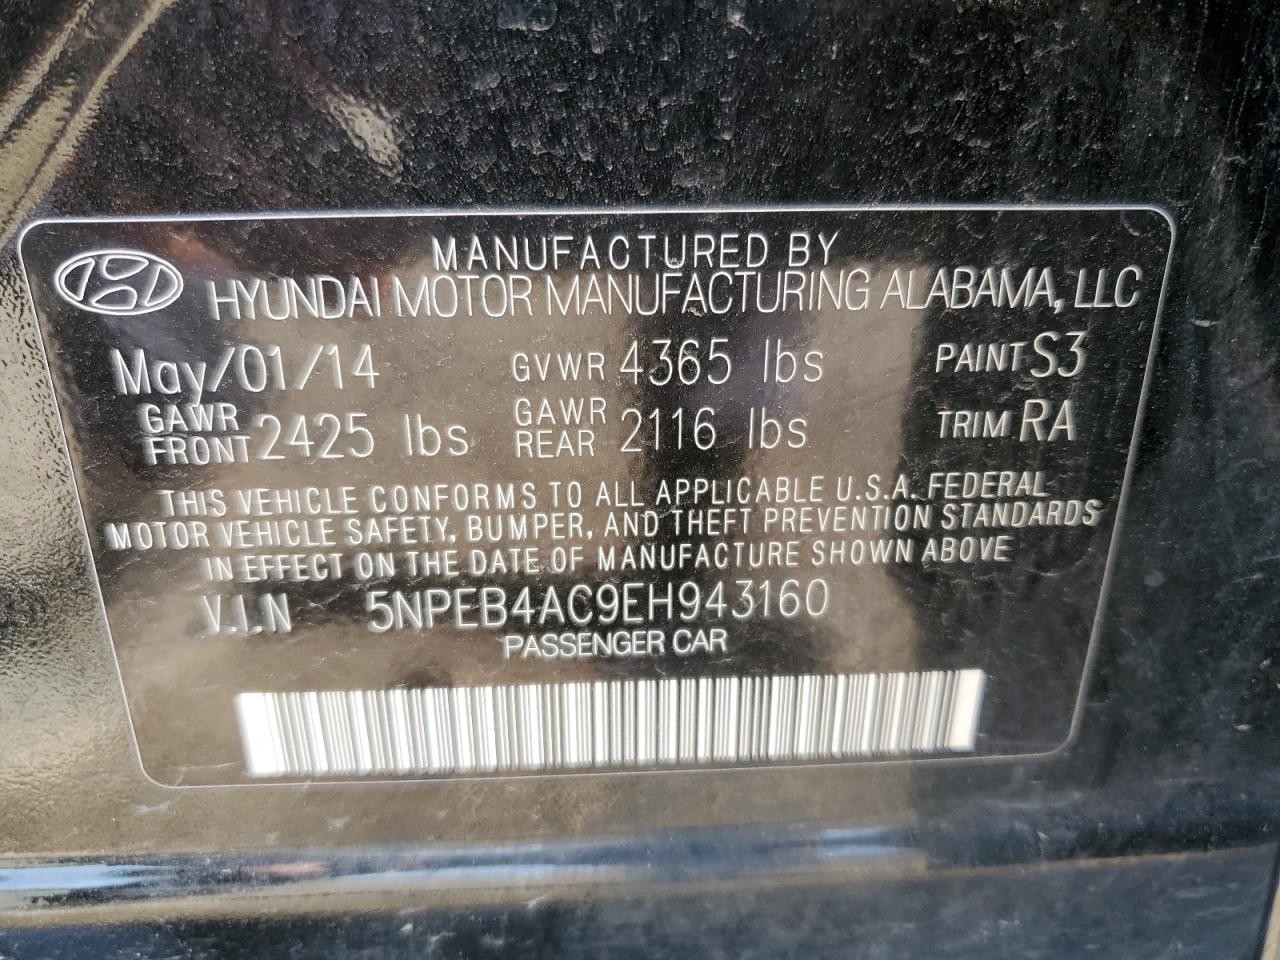 MANUFACTURED BY
HYUNDAI MOTOR MANUFACTURING ALABAMA, LLC
May/01/14 GVWR 4365 lbs PAINT S3
GAWR FRONT 2425 lbs GAWR REAR 2116 lbs TRIM RA
THIS VEHICLE CONFORMS TO ALL APPLICABLE U.S.A. FEDERAL
MOTOR VEHICLE SAFETY, BUMPER, AND THEFT PREVENTION STANDARDS
IN EFFECT ON THE DATE OF MANUFACTURE SHOWN ABOVE
V.I.N 5NPEB4AC9EH943160
PASSENGER CAR